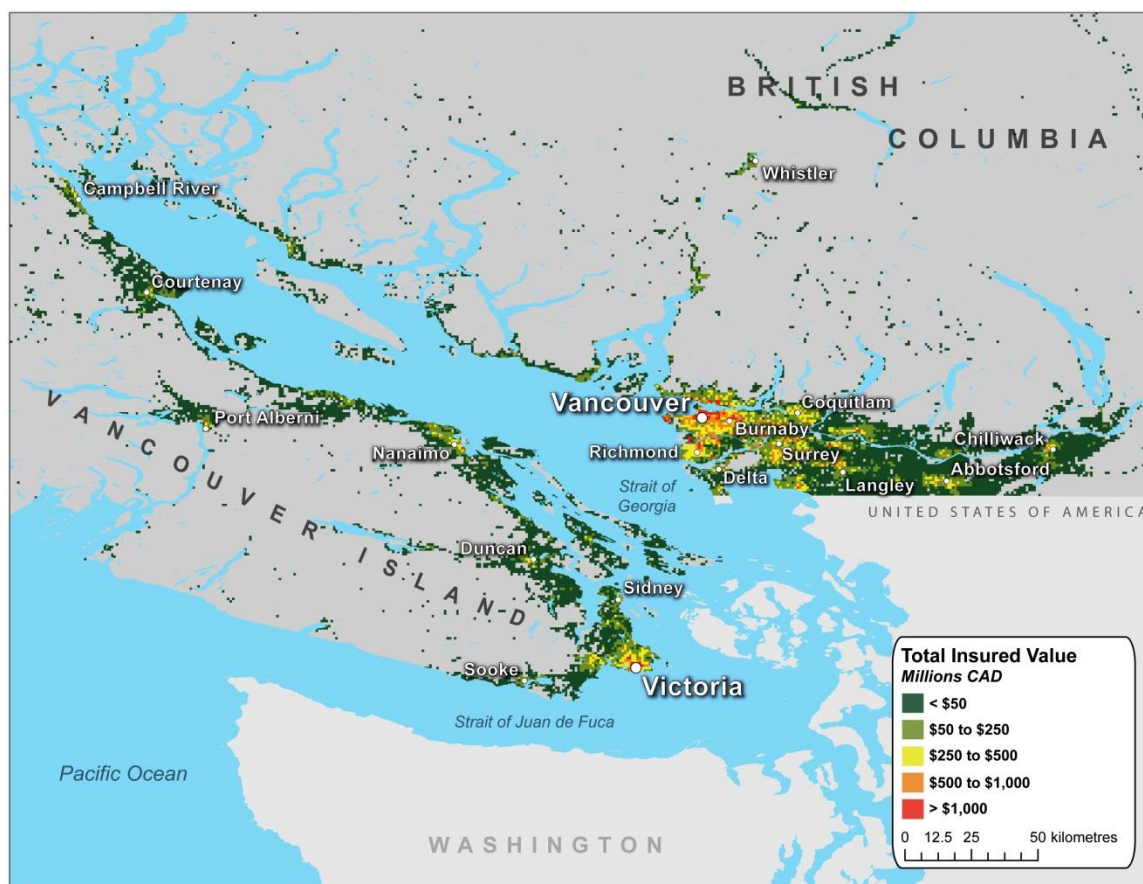 BRITISH
COLUMBIA
Whistler
Campbell River
Courtenay
Port Alberni
Nanaimo
VANCOUVER ISLAND
Duncan
Sidney
Sooke
Victoria
Vancouver
Burnaby
Coquitlam
Richmond
Surrey
Delta
Langley
Chilliwack
Abbotsford
Strait of
Georgia
UNITED STATES OF AMERICA
Strait of Juan de Fuca
Pacific Ocean
WASHINGTON
Total Insured Value
Millions CAD
< $50
$50 to $250
$250 to $500
$500 to $1,000
> $1,000
0 12.5 25 50 kilometres